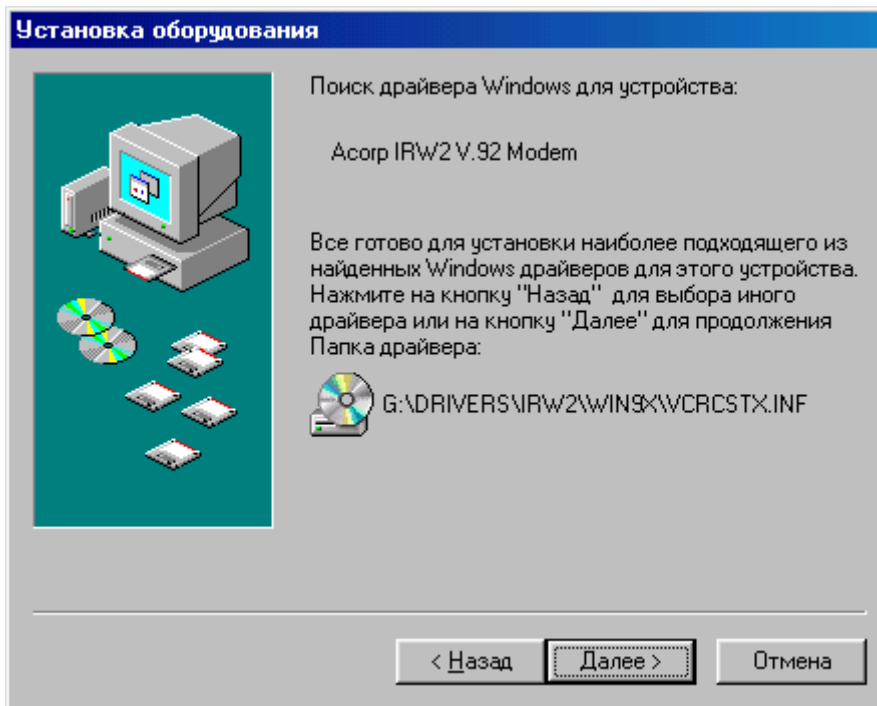 Установка оборудования
Поиск драйвера Windows для устройства:
Acorp IRW2 V.92 Modem
Все готово для установки наиболее подходящего из
найденных Windows драйверов для этого устройства.
Нажмите на кнопку "Назад" для выбора иного
драйвера или на кнопку "Далее" для продолжения
Папка драйвера:
G:\DRIVERS\IRW2\WIN9X\VCRCSTX.INF
< Назад
Далее >
Отмена